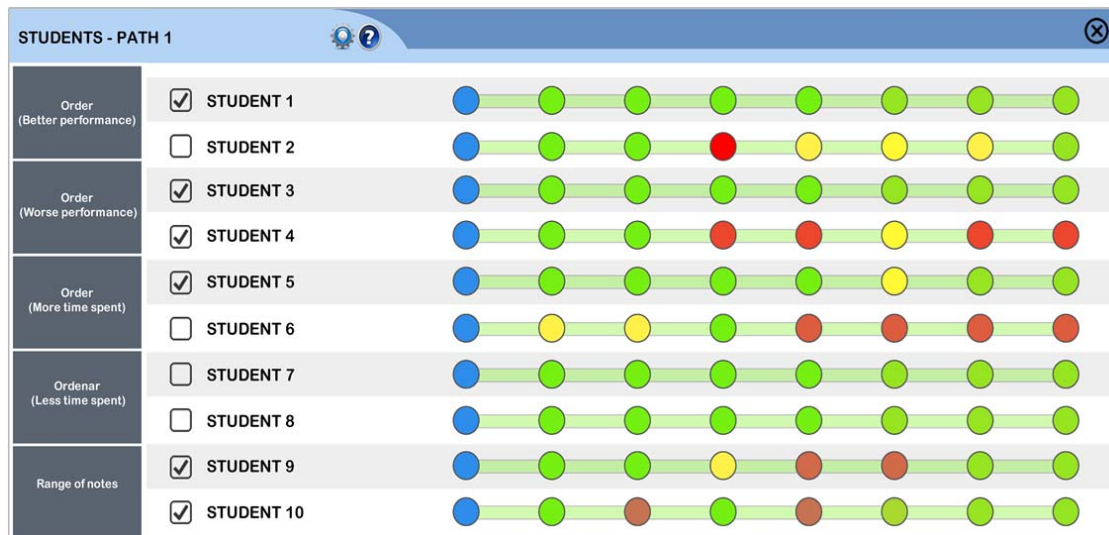 STUDENTS - PATH 1
?
Order
(Better performance)
Order
(Worse performance)
Order
(More time spent)
Ordenar
(Less time spent)
Range of notes
STUDENT 1
STUDENT 2
STUDENT 3
STUDENT 4
STUDENT 5
STUDENT 6
STUDENT 7
STUDENT 8
STUDENT 9
STUDENT 10